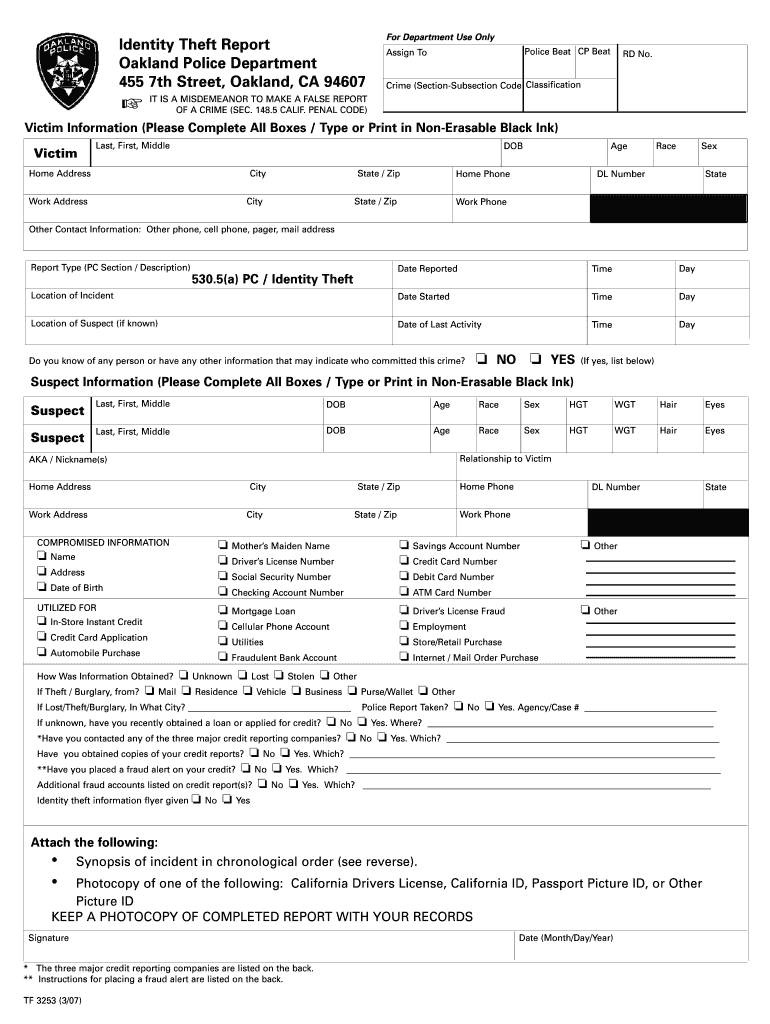 OAKLAND
POLICE
Identity Theft Report
Oakland Police Department
455 7th Street, Oakland, CA 94607
IT IS A MISDEMEANOR TO MAKE A FALSE REPORT
OF A CRIME (SEC. 148.5 CALIF. PENAL CODE)
For Department Use Only
Assign To Police Beat CP Beat RD No.
Crime (Section-Subsection Code Classification
Victim Information (Please Complete All Boxes / Type or Print in Non-Erasable Black Ink)
Victim Last, First, Middle DOB Age Race Sex
Home Address City State / Zip Home Phone DL Number State
Work Address City State / Zip Work Phone
Other Contact Information: Other phone, cell phone, pager, mail address
Report Type (PC Section / Description) Date Reported Time Day
530.5(a) PC / Identity Theft
Location of Incident Date Started Time Day
Location of Suspect (if known) Date of Last Activity Time Day
Do you know of any person or have any other information that may indicate who committed this crime? ❏ NO ❏ YES (If yes, list below)
Suspect Information (Please Complete All Boxes / Type or Print in Non-Erasable Black Ink)
Suspect Last, First, Middle DOB Age Race Sex HGT WGT Hair Eyes
Suspect Last, First, Middle DOB Age Race Sex HGT WGT Hair Eyes
AKA / Nickname(s) Relationship to Victim
Home Address City State / Zip Home Phone DL Number State
Work Address City State / Zip Work Phone
COMPROMISED INFORMATION
❏ Name
❏ Address
❏ Date of Birth
❏ Mother's Maiden Name
❏ Driver's License Number
❏ Social Security Number
❏ Checking Account Number
❏ Savings Account Number
❏ Credit Card Number
❏ Debit Card Number
❏ ATM Card Number
❏ Other
UTILIZED FOR
❏ In-Store Instant Credit
❏ Credit Card Application
❏ Automobile Purchase
❏ Mortgage Loan
❏ Cellular Phone Account
❏ Utilities
❏ Fraudulent Bank Account
❏ Driver's License Fraud
❏ Employment
❏ Store/Retail Purchase
❏ Internet / Mail Order Purchase
❏ Other
How Was Information Obtained? ❏ Unknown ❏ Lost ❏ Stolen ❏ Other
If Theft / Burglary, from? ❏ Mail ❏ Residence ❏ Vehicle ❏ Business ❏ Purse/Wallet ❏ Other
If Lost/Theft/Burglary, In What City? Police Report Taken? ❏ No ❏ Yes. Agency/Case #
If unknown, have you recently obtained a loan or applied for credit? ❏ No ❏ Yes. Where?
*Have you contacted any of the three major credit reporting companies? ❏ No ❏ Yes. Which?
Have you obtained copies of your credit reports? ❏ No ❏ Yes. Which?
**Have you placed a fraud alert on your credit? ❏ No ❏ Yes. Which?
Additional fraud accounts listed on credit report(s)? ❏ No ❏ Yes. Which?
Identity theft information flyer given ❏ No ❏ Yes
Attach the following:
• Synopsis of incident in chronological order (see reverse).
• Photocopy of one of the following: California Drivers License, California ID, Passport Picture ID, or Other
Picture ID
KEEP A PHOTOCOPY OF COMPLETED REPORT WITH YOUR RECORDS
Signature Date (Month/Day/Year)
* The three major credit reporting companies are listed on the back.
** Instructions for placing a fraud alert are listed on the back.
TF 3253 (3/07)